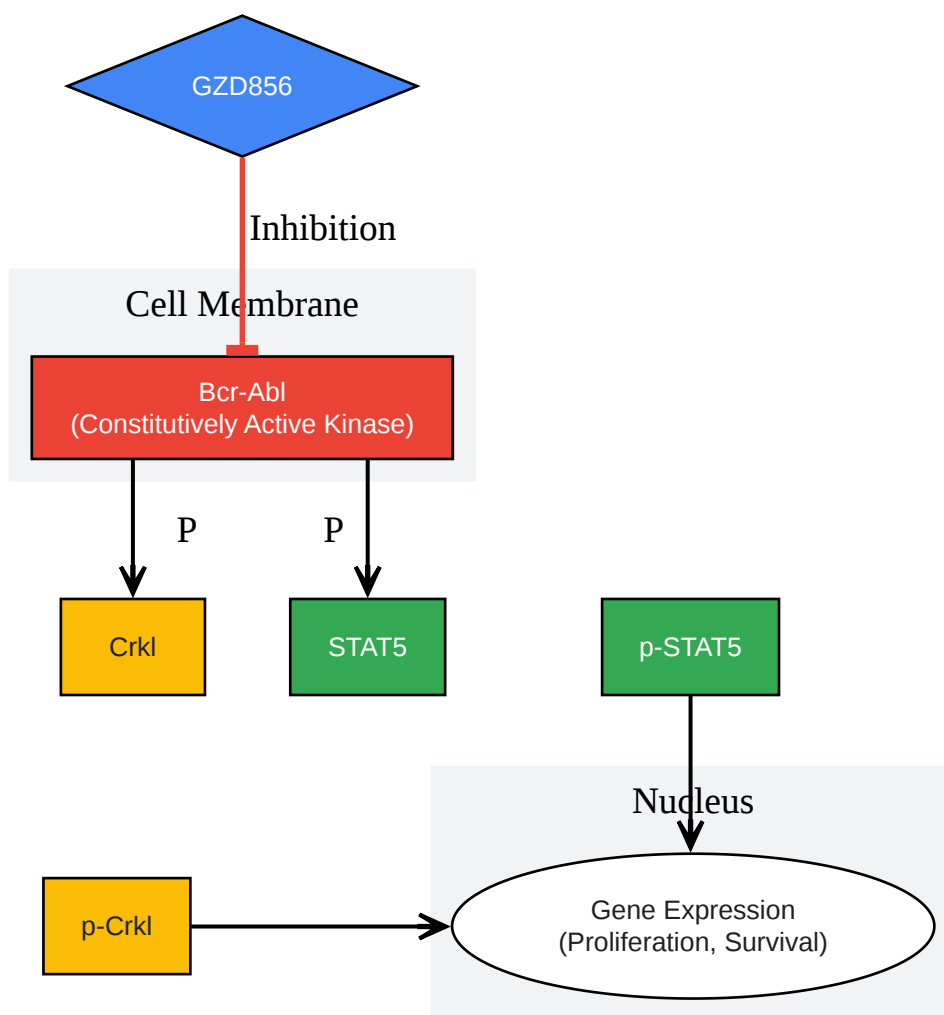 GZD856
Inhibition
Cell Membrane
Bcr-Abl
(Constitutively Active Kinase)
P
P
Crkl
STAT5
p-STAT5
Nucleus
p-Crkl
Gene Expression
(Proliferation, Survival)